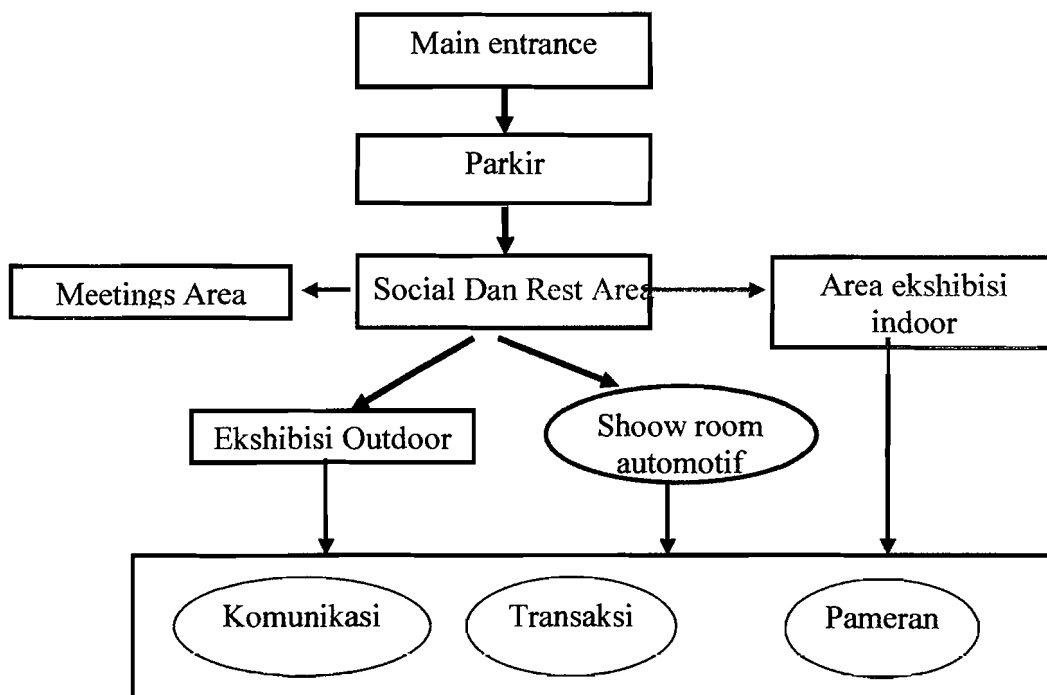 Main entrance
Parkir
Meetings Area
Social Dan Rest Area
Area ekshibisi
indoor
Ekshibisi Outdoor
Shoow room
automotif
Komunikasi
Transaksi
Pameran